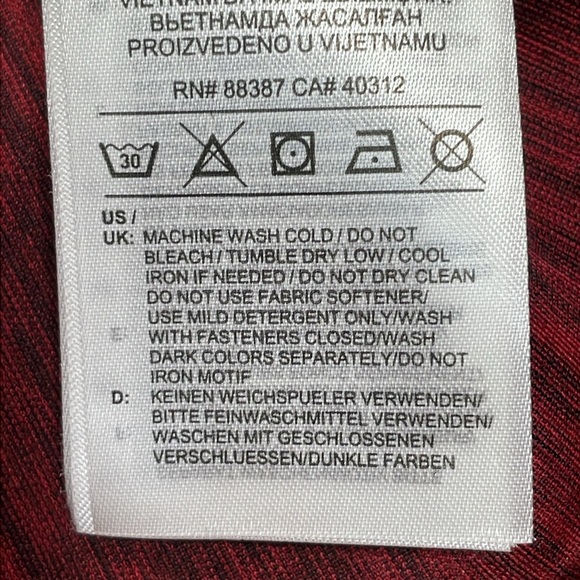 ВЬЕТНАМДА ЖАСАЛҒАН
PROIZVEDENO U VIJETNAMU
RN# 88387 CA# 40312
30
US /
UK: MACHINE WASH COLD / DO NOT
BLEACH / TUMBLE DRY LOW / COOL
IRON IF NEEDED / DO NOT DRY CLEAN
DO NOT USE FABRIC SOFTENER/
USE MILD DETERGENT ONLY/WASH
WITH FASTENERS CLOSED/WASH
DARK COLORS SEPARATELY/DO NOT
IRON MOTIF
D: KEINEN WEICHSPUELER VERWENDEN/
BITTE FEINWASCHMITTEL VERWENDEN/
WASCHEN MIT GESCHLOSSENEN
VERSCHLUESSEN/DUNKLE FARBEN